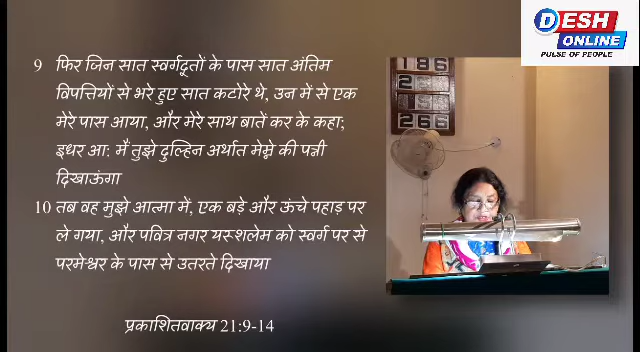 DESH
ONLINE
PULSE OF PEOPLE
9 फिर जिन सात स्वर्गदूतों के पास सात अंतिम
विपत्तियों से भरे हुए सात कटोरे थे, उन में से एक
मेरे पास आया, और मेरे साथ बातें कर के कहा;
इधर आ: मैं तुझे दुल्हिन अर्थात मेम्ने की पत्नी
दिखाऊंगा
10 तब वह मुझे आत्मा में, एक बड़े और ऊंचे पहाड़ पर
ले गया, और पवित्र नगर यरूशलेम को स्वर्ग पर से
परमेश्वर के पास से उतरते दिखाया
प्रकाशितवाक्य 21:9-14
186
266